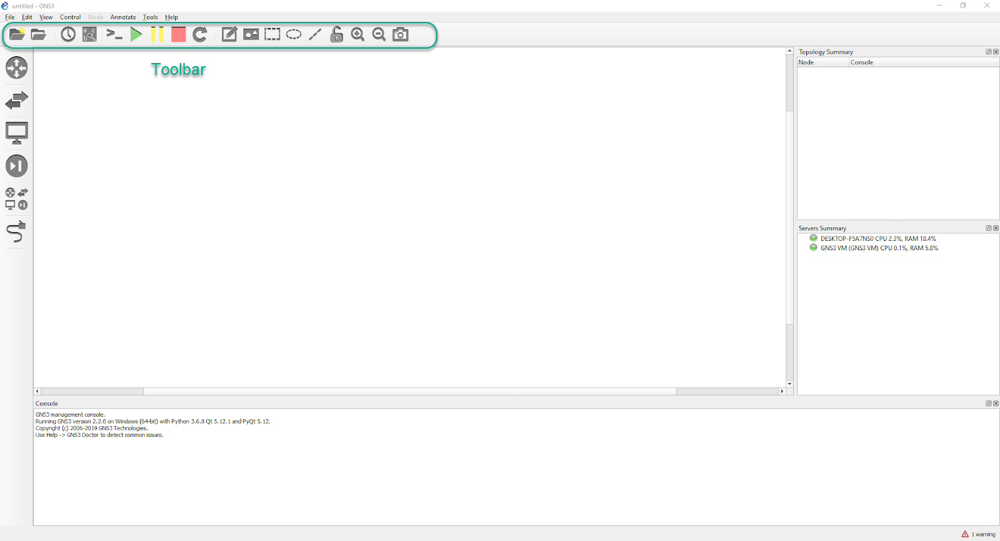 untitled - GNS3
File Edit View Control Node Annotate Tools Help
Toolbar
Topology Summary
Node Console
Servers Summary
DESKTOP-F5A7NS0 CPU 2.3%, RAM 18.4%
GNS3 VM (GNS3 VM) CPU 0.1%, RAM 5.8%
Console
GNS3 management console.
Running GNS3 version 2.2.0 on Windows (64-bit) with Python 3.6.8 Qt 5.12.1 and PyQt 5.12.
Copyright (c) 2006-2019 GNS3 Technologies.
Use Help -> GNS3 Doctor to detect common issues.
1 warning